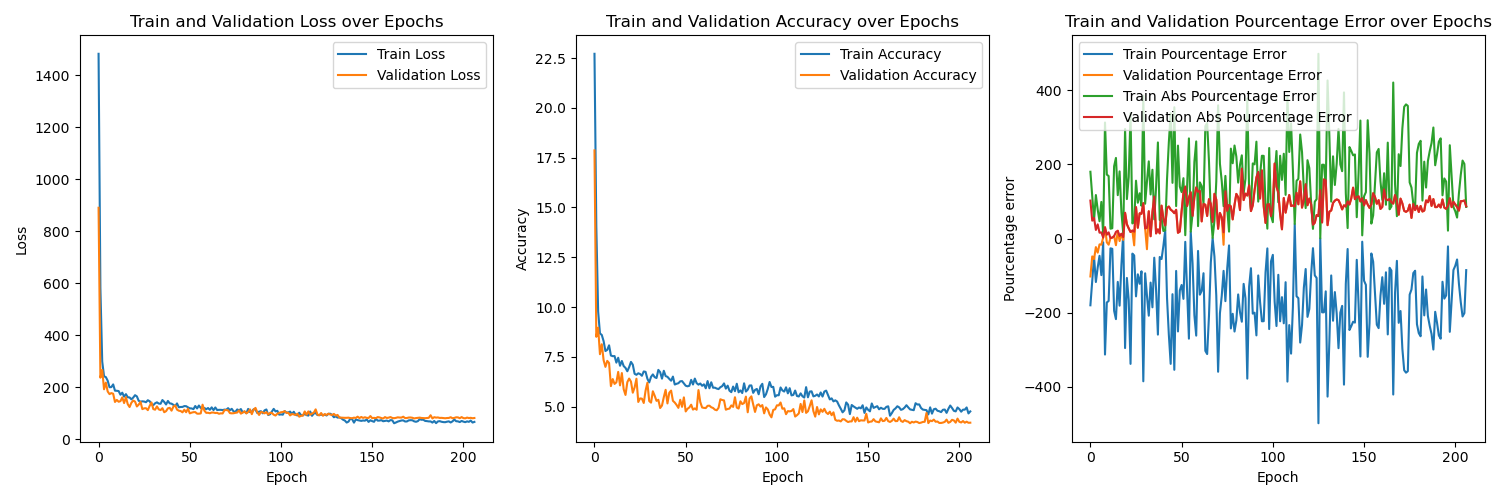 Train and Validation Loss over Epochs
Train Loss
Validation Loss
1400
1200
1000
800
600
400
200
0
Loss
0
50
100
150
200
Epoch
Train and Validation Accuracy over Epochs
Train Accuracy
Validation Accuracy
22.5
20.0
17.5
15.0
12.5
10.0
7.5
5.0
Accuracy
0
50
100
150
200
Epoch
Train and Validation Pourcentage Error over Epochs
Train Pourcentage Error
Validation Pourcentage Error
Train Abs Pourcentage Error
Validation Abs Pourcentage Error
400
200
0
−200
−400
Pourcentage error
0
50
100
150
200
Epoch